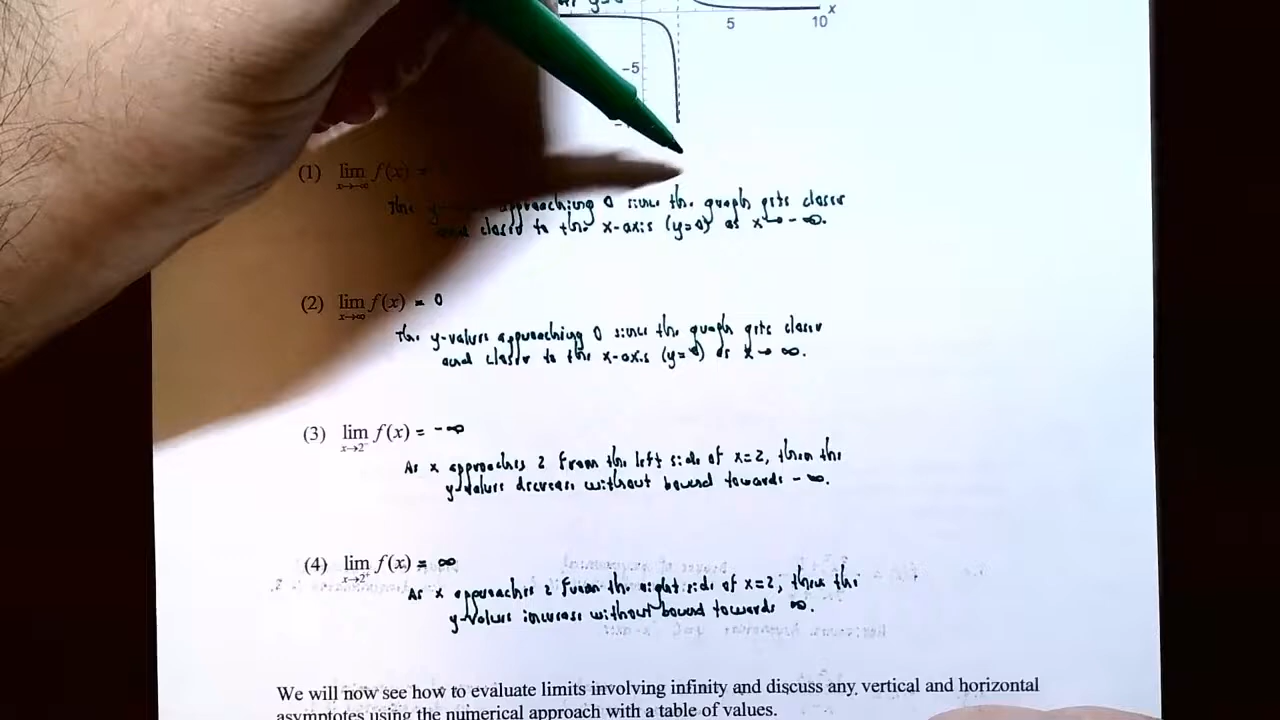 x
5
10
-5
(1) lim f(x) =
x→-∞
The y- approaching 0 since the graph gets closer
and closer to the x-axis (y=0) as x→-∞.
(2) lim f(x) = 0
x→∞
The y-values approaching 0 since the graph gets closer
and closer to the x-axis (y=0) as x→∞.
(3) lim f(x) = -∞
x→2⁻
As x approaches 2 from the left side of x=2, then the
y-values decrease without bound towards -∞.
(4) lim f(x) = ∞
x→2⁺
As x approaches 2 from the right side of x=2, then the
y-values increase without bound towards ∞.
We will now see how to evaluate limits involving infinity and discuss any vertical and horizontal
asymptotes using the numerical approach with a table of values.